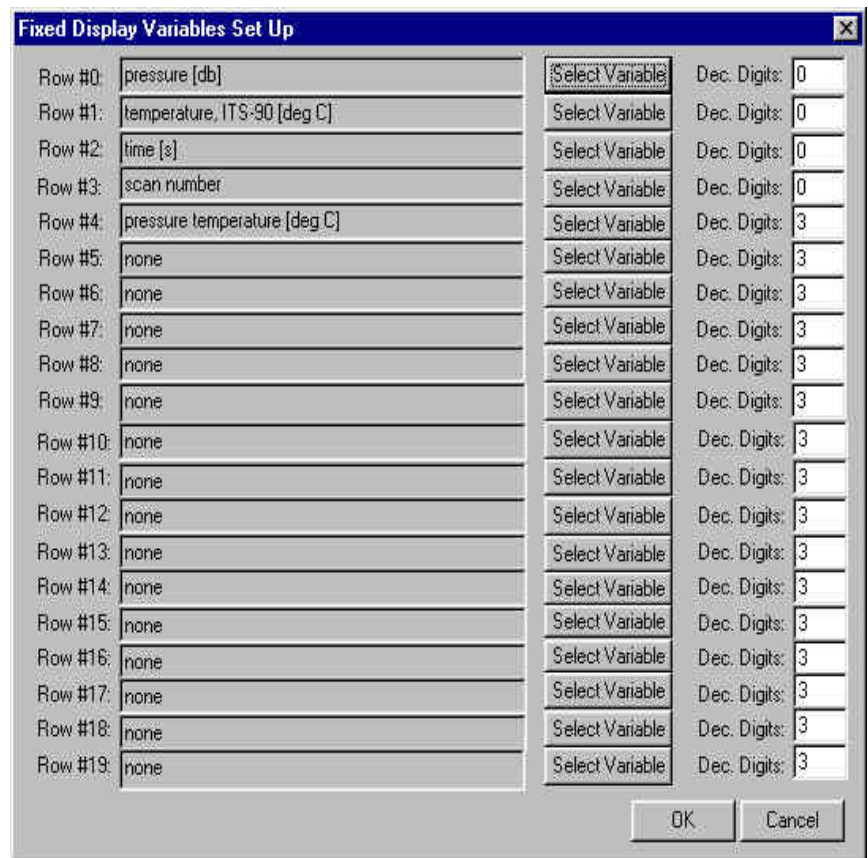 Fixed Display Variables Set Up
Row #0: pressure [db] Select Variable Dec. Digits: 0
Row #1: temperature, ITS-90 [deg C] Select Variable Dec. Digits: 0
Row #2: time [s] Select Variable Dec. Digits: 0
Row #3: scan number Select Variable Dec. Digits: 0
Row #4: pressure temperature [deg C] Select Variable Dec. Digits: 3
Row #5: none Select Variable Dec. Digits: 3
Row #6: none Select Variable Dec. Digits: 3
Row #7: none Select Variable Dec. Digits: 3
Row #8: none Select Variable Dec. Digits: 3
Row #9: none Select Variable Dec. Digits: 3
Row #10: none Select Variable Dec. Digits: 3
Row #11: none Select Variable Dec. Digits: 3
Row #12: none Select Variable Dec. Digits: 3
Row #13: none Select Variable Dec. Digits: 3
Row #14: none Select Variable Dec. Digits: 3
Row #15: none Select Variable Dec. Digits: 3
Row #16: none Select Variable Dec. Digits: 3
Row #17: none Select Variable Dec. Digits: 3
Row #18: none Select Variable Dec. Digits: 3
Row #19: none Select Variable Dec. Digits: 3
OK Cancel